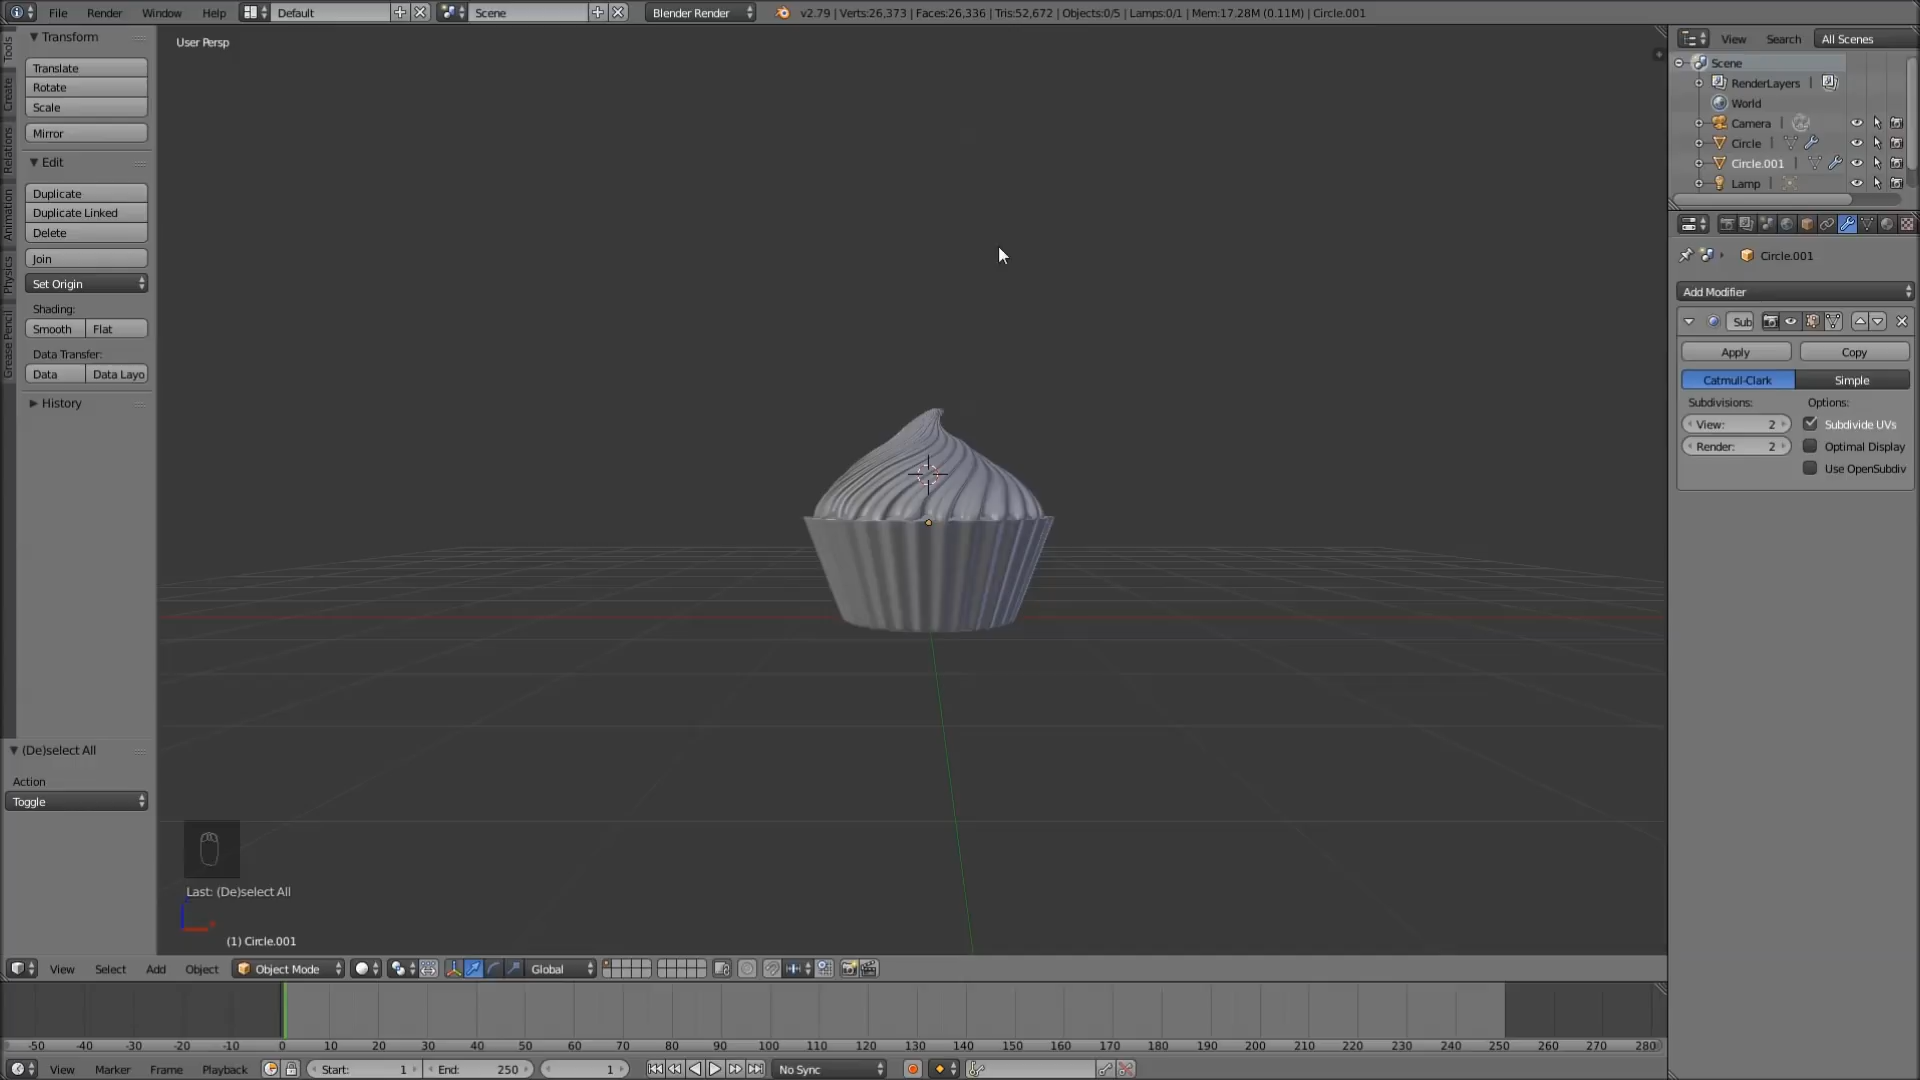 File Render Window Help Default Scene Blender Render v2.79 | Verts:26,373 | Faces:26,336 | Tris:52,672 | Objects:0/5 | Lamps:0/1 | Mem:17.28M (0.11M) | Circle.001
Tools
Create
Relations
Animation
Physics
Grease Pencil
Transform
Translate
Rotate
Scale
Mirror
Edit
Duplicate
Duplicate Linked
Delete
Join
Set Origin
Shading:
Smooth Flat
Data Transfer:
Data Data Layo
History
(De)select All
Action
Toggle
User Persp
Last: (De)select All
(1) Circle.001
View Search All Scenes
Scene
RenderLayers |
World
Camera |
Circle |
Circle.001 |
Lamp |
Circle.001
Add Modifier
Sub
Apply Copy
Catmull-Clark Simple
Subdivisions: Options:
View: 2 Subdivide UVs
Render: 2 Optimal Display
Use OpenSubdiv
View Select Add Object Object Mode Global
-50 -40 -30 -20 -10 0 10 20 30 40 50 60 70 80 90 100 110 120 130 140 150 160 170 180 190 200 210 220 230 240 250 260 270 280
View Marker Frame Playback Start: 1 End: 250 1 No Sync